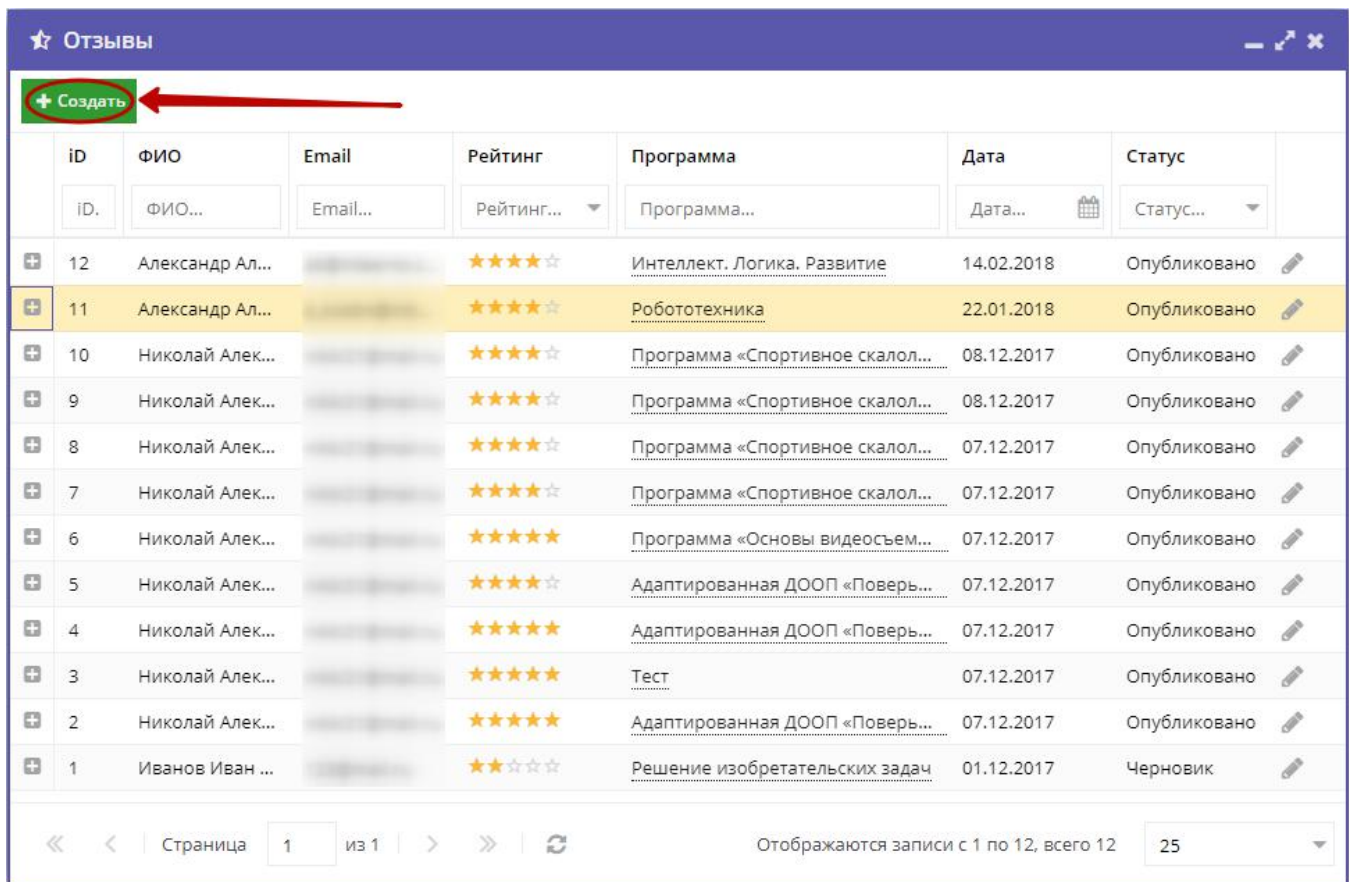 Отзывы
Создать
iD ФИО Email Рейтинг Программа Дата Статус
iD. ФИО... Email... Рейтинг... Программа... Дата... Статус...
12 Александр Ал... Интеллект. Логика. Развитие 14.02.2018 Опубликовано
11 Александр Ал... Робототехника 22.01.2018 Опубликовано
10 Николай Алек... Программа «Спортивное скалол... 08.12.2017 Опубликовано
9 Николай Алек... Программа «Спортивное скалол... 08.12.2017 Опубликовано
8 Николай Алек... Программа «Спортивное скалол... 07.12.2017 Опубликовано
7 Николай Алек... Программа «Спортивное скалол... 07.12.2017 Опубликовано
6 Николай Алек... Программа «Основы видеосъем... 07.12.2017 Опубликовано
5 Николай Алек... Адаптированная ДООП «Поверь... 07.12.2017 Опубликовано
4 Николай Алек... Адаптированная ДООП «Поверь... 07.12.2017 Опубликовано
3 Николай Алек... Тест 07.12.2017 Опубликовано
2 Николай Алек... Адаптированная ДООП «Поверь... 07.12.2017 Опубликовано
1 Иванов Иван ... Решение изобретательских задач 01.12.2017 Черновик
Страница 1 из 1 Отображаются записи с 1 по 12, всего 12 25